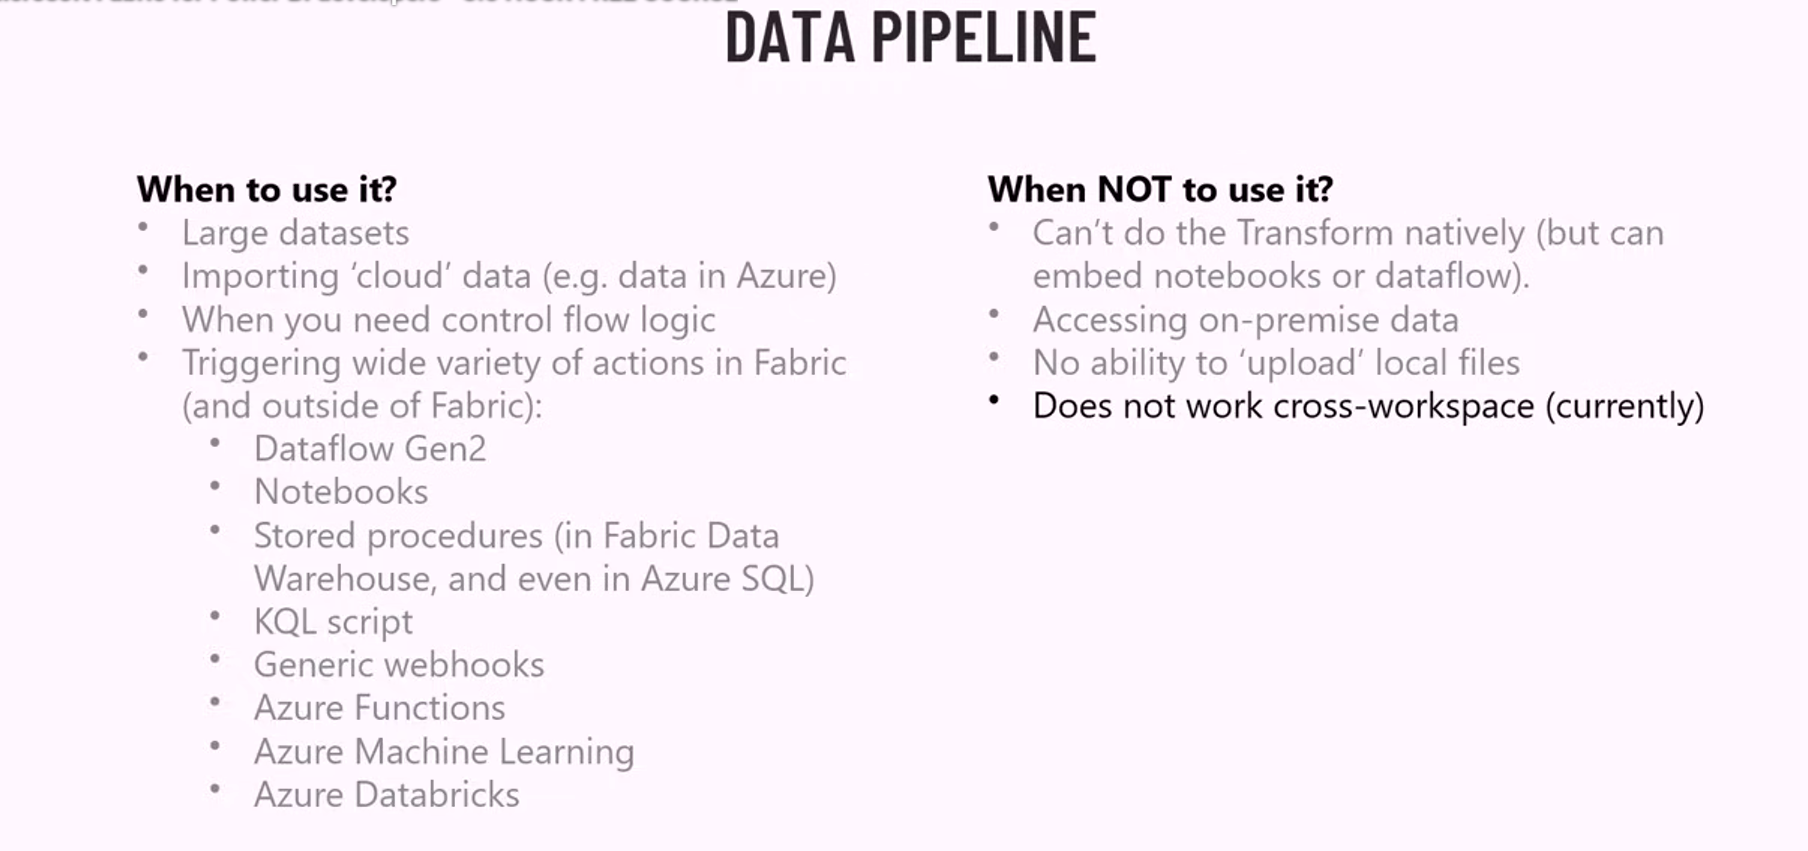 DATA PIPELINE
When to use it?
• Large datasets
• Importing ‘cloud’ data (e.g. data in Azure)
• When you need control flow logic
• Triggering wide variety of actions in Fabric
(and outside of Fabric):
• Dataflow Gen2
• Notebooks
• Stored procedures (in Fabric Data
Warehouse, and even in Azure SQL)
• KQL script
• Generic webhooks
• Azure Functions
• Azure Machine Learning
• Azure Databricks
When NOT to use it?
• Can’t do the Transform natively (but can
embed notebooks or dataflow).
• Accessing on-premise data
• No ability to ‘upload’ local files
• Does not work cross-workspace (currently)